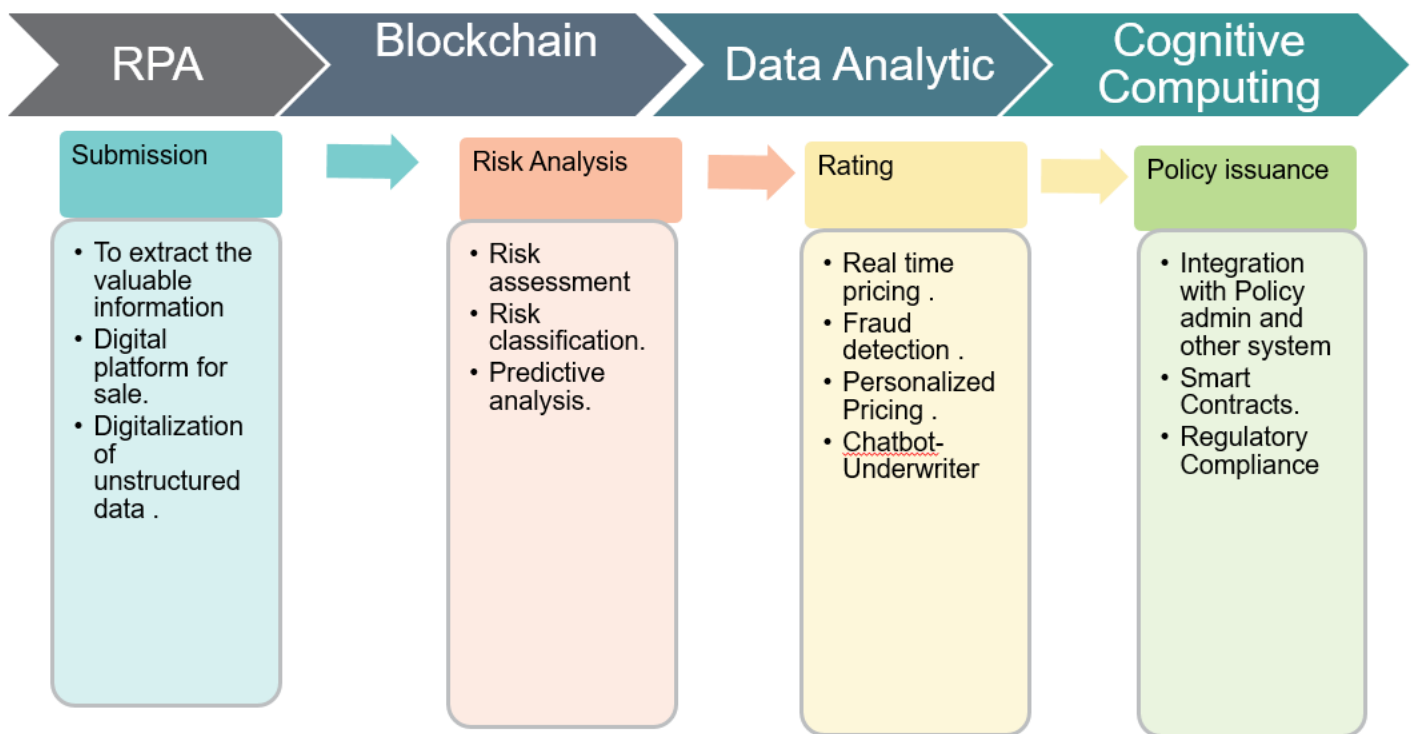 RPA
Blockchain
Data Analytic
Cognitive
Computing
Submission
• To extract the
valuable
information
• Digital
platform for
sale.
• Digitalization
of
unstructured
data .
Risk Analysis
• Risk
assessment
• Risk
classification.
• Predictive
analysis.
Rating
• Real time
pricing .
• Fraud
detection .
• Personalized
Pricing .
• Chatbot-
Underwriter
Policy issuance
• Integration
with Policy
admin and
other system
• Smart
Contracts.
• Regulatory
Compliance